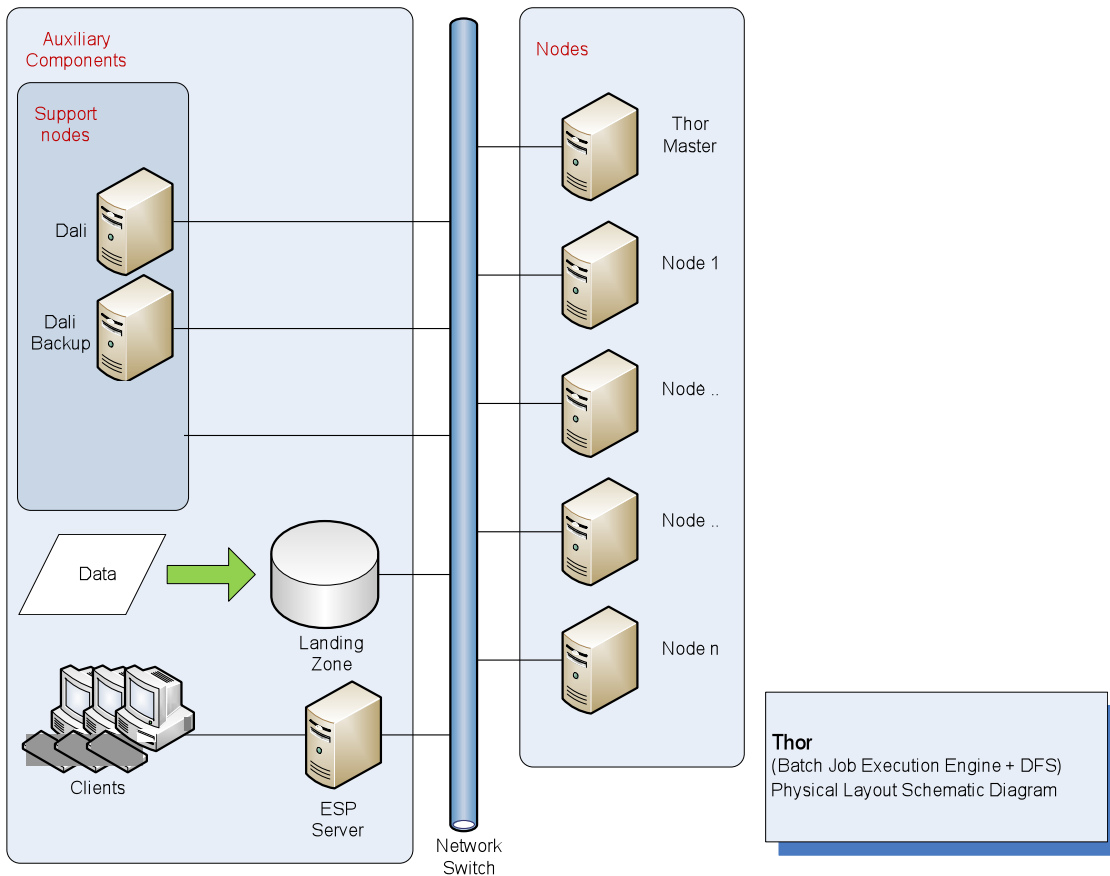 Auxiliary
Components
Support
nodes
Dali
Dali
Backup
Data
Landing
Zone
Clients
ESP
Server
Network
Switch
Nodes
Thor
Master
Node 1
Node ..
Node ..
Node n
Thor
(Batch Job Execution Engine + DFS)
Physical Layout Schematic Diagram